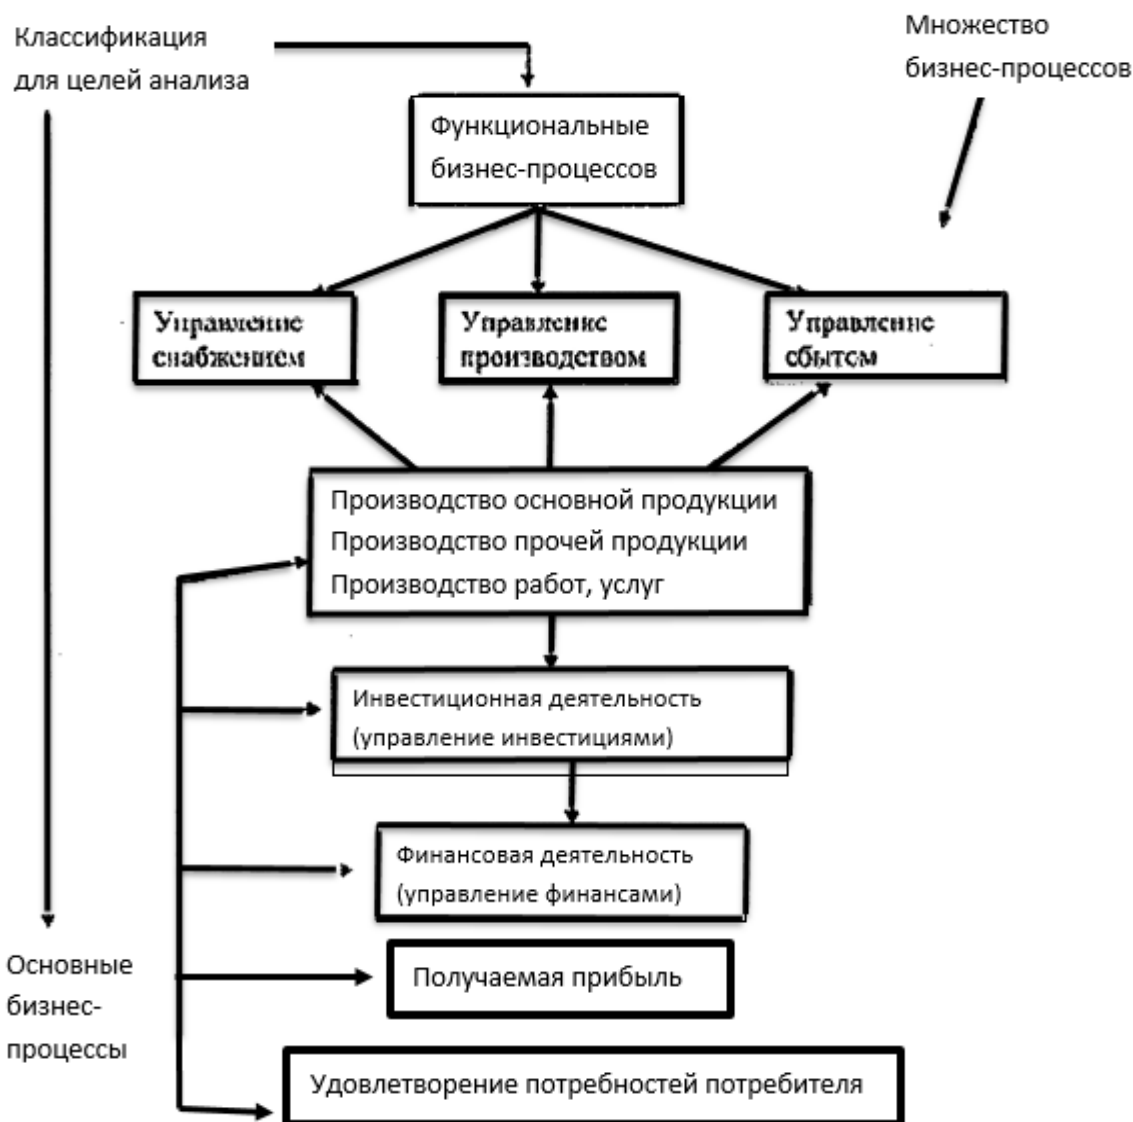 Классификация
для целей анализа
Множество
бизнес-процессов
Функциональные
бизнес-процессов
Управление
снабжением
Управление
производством
Управление
сбытом
Производство основной продукции
Производство прочей продукции
Производство работ, услуг
Инвестиционная деятельность
(управление инвестициями)
Финансовая деятельность
(управление финансами)
Основные
бизнес-
процессы
Получаемая прибыль
Удовлетворение потребностей потребителя